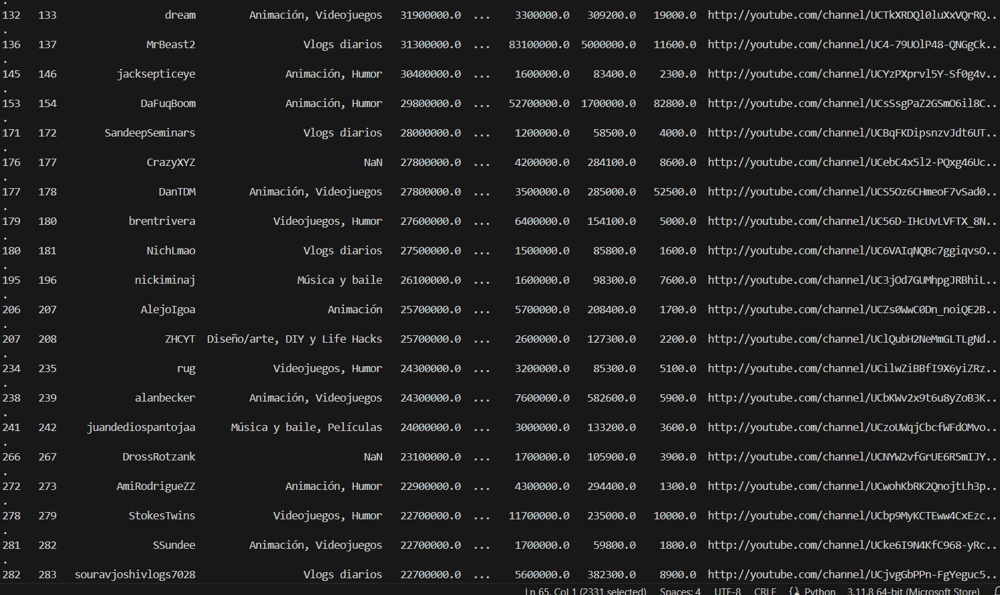 .
132 133 dream Animación, Videojuegos 31900000.0 ... 3300000.0 309200.0 19000.0 http://youtube.com/channel/UCTkXRDQl0luXxVQrRQ..
.
136 137 MrBeast2 Vlogs diarios 31300000.0 ... 83100000.0 5000000.0 11600.0 http://youtube.com/channel/UC4-79UOlP48-QNGgCk..
.
145 146 jacksepticeye Animación, Humor 30400000.0 ... 1600000.0 83400.0 2300.0 http://youtube.com/channel/UCYzPXprvl5Y-Sf0g4v..
.
153 154 DaFuqBoom Animación, Humor 29800000.0 ... 52700000.0 1700000.0 82800.0 http://youtube.com/channel/UCsSsgPaZ2GSmO6il8C..
.
171 172 SandeepSeminars Vlogs diarios 28000000.0 ... 1200000.0 58500.0 4000.0 http://youtube.com/channel/UCBqFKDipsnzvJdt6UT..
.
176 177 CrazyXYZ NaN 27800000.0 ... 4200000.0 284100.0 8600.0 http://youtube.com/channel/UCebC4x5l2-PQxg46Uc..
.
177 178 DanTDM Animación, Videojuegos 27800000.0 ... 3500000.0 285000.0 52500.0 http://youtube.com/channel/UCS5Oz6CHmeoF7vSad0..
.
179 180 brentrivera Videojuegos, Humor 27600000.0 ... 6400000.0 154100.0 5000.0 http://youtube.com/channel/UC56D-IHcUvLVFTX_8N..
.
180 181 NichLmao Vlogs diarios 27500000.0 ... 1500000.0 85800.0 1600.0 http://youtube.com/channel/UC6VAIqNQBc7ggiqvsO..
.
195 196 nickiminaj Música y baile 26100000.0 ... 1600000.0 98300.0 7600.0 http://youtube.com/channel/UC3jOd7GUMhpgJRBhiL..
.
206 207 AlejoIgoa Animación 25700000.0 ... 5700000.0 208400.0 1700.0 http://youtube.com/channel/UCZs0WwC0Dn_noiQE2B..
.
207 208 ZHCYT Diseño/arte, DIY y Life Hacks 25700000.0 ... 2600000.0 127300.0 2200.0 http://youtube.com/channel/UClQubH2NeMmGLTLgNd..
.
234 235 rug Videojuegos, Humor 24300000.0 ... 3200000.0 85300.0 5100.0 http://youtube.com/channel/UCilwZiBBfI9X6yiZRz..
.
238 239 alanbecker Animación, Videojuegos 24300000.0 ... 7600000.0 582600.0 5900.0 http://youtube.com/channel/UCbKWv2x9t6u8yZoB3K..
.
241 242 juandediospantojaa Música y baile, Películas 24000000.0 ... 3000000.0 133200.0 3600.0 http://youtube.com/channel/UCzoUWqjCbcfWFdOMvo..
.
266 267 DrossRotzank NaN 23100000.0 ... 1700000.0 105900.0 3900.0 http://youtube.com/channel/UCNYW2vfGrUE6R5mIJY..
.
272 273 AmiRodrigueZZ Animación, Humor 22900000.0 ... 4300000.0 294400.0 1300.0 http://youtube.com/channel/UCwohKbRK2QnojtLh3p..
.
278 279 StokesTwins Videojuegos, Humor 22700000.0 ... 11700000.0 235000.0 10000.0 http://youtube.com/channel/UCbp9MyKCTEww4CxEzc..
.
281 282 SSundee Animación, Videojuegos 22700000.0 ... 1700000.0 59800.0 1800.0 http://youtube.com/channel/UCke6I9N4KfC968-yRc..
.
282 283 souravjoshivlogs7028 Vlogs diarios 22700000.0 ... 5600000.0 382300.0 8900.0 http://youtube.com/channel/UCjvgGbPPn-FgYeguc5..
Ln 65, Col 1 (2331 selected) Spaces: 4 UTF-8 CRLF Python 3.11.8 64-bit (Microsoft Store)